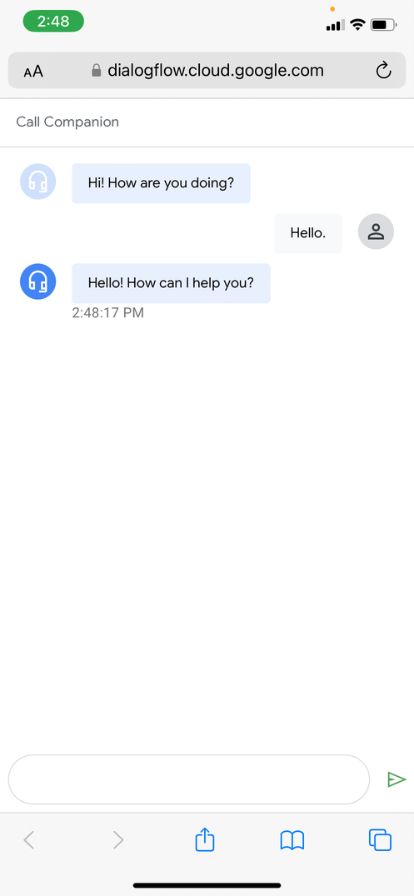 2:48
AA dialogflow.cloud.google.com
Call Companion
Hi! How are you doing?
Hello.
Hello! How can I help you?
2:48:17 PM